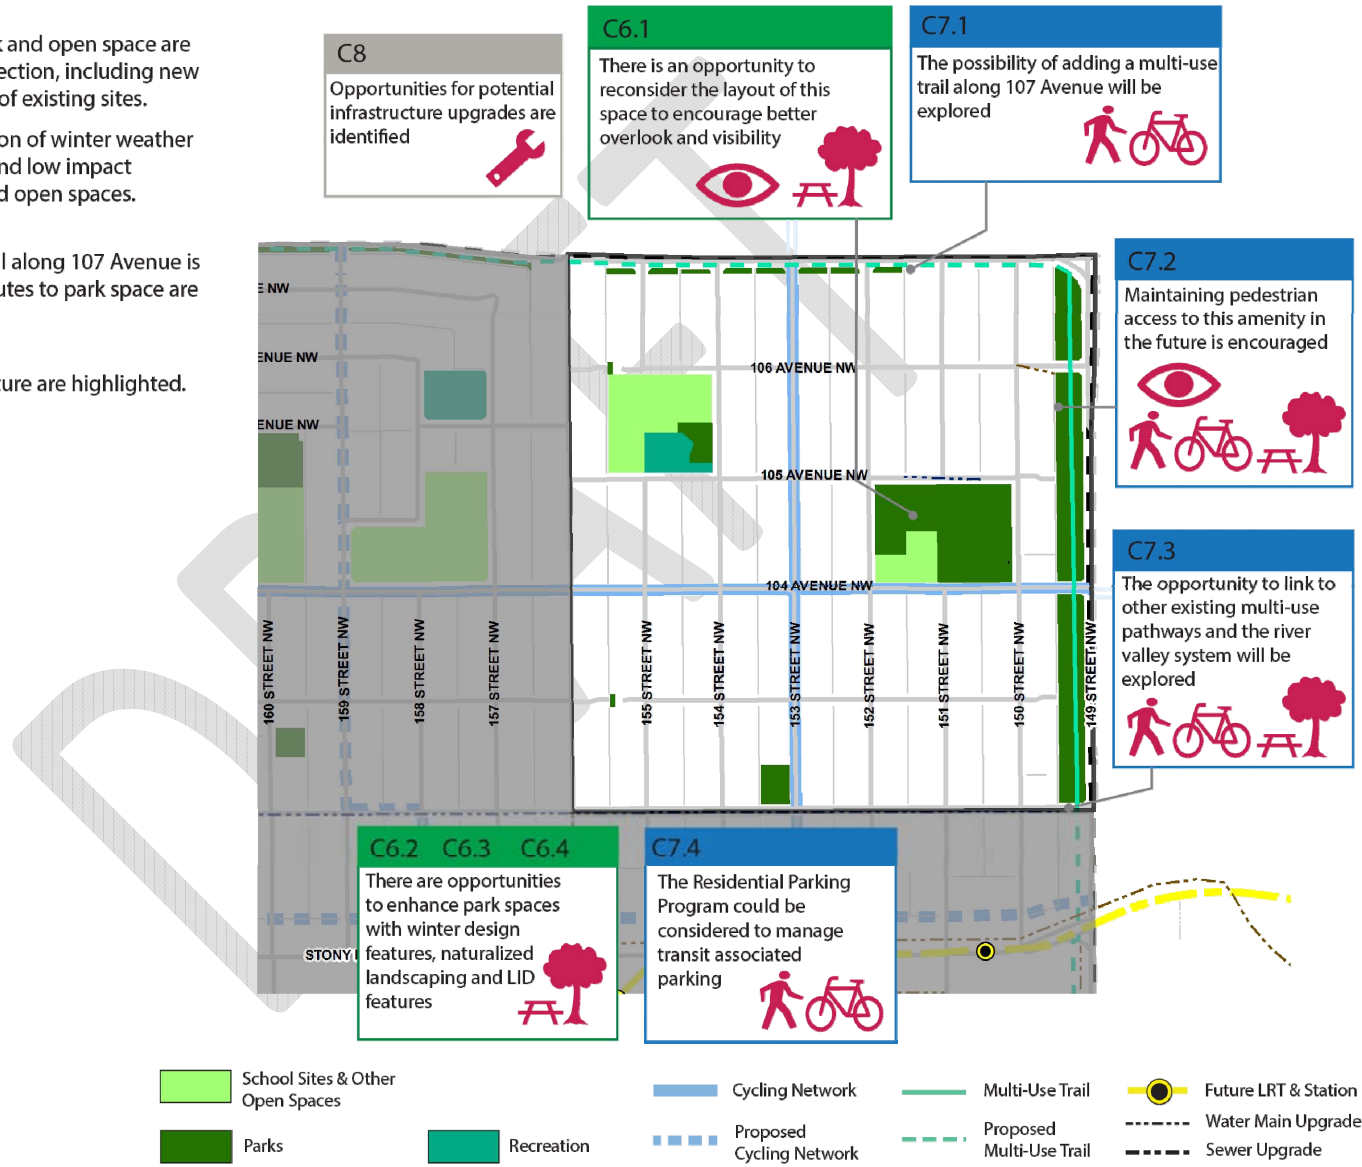 k and open space are
ection, including new
of existing sites.
on of winter weather
nd low impact
d open spaces.
l along 107 Avenue is
utes to park space are
ture are highlighted.
C8
Opportunities for potential
infrastructure upgrades are
identified
C6.1
There is an opportunity to
reconsider the layout of this
space to encourage better
overlook and visibility
C7.1
The possibility of adding a multi-use
trail along 107 Avenue will be
explored
C7.2
Maintaining pedestrian
access to this amenity in
the future is encouraged
C7.3
The opportunity to link to
other existing multi-use
pathways and the river
valley system will be
explored
E NW
ENUE NW
ENUE NW
106 AVENUE NW
105 AVENUE NW
104 AVENUE NW
160 STREET NW
159 STREET NW
158 STREET NW
157 STREET NW
155 STREET NW
154 STREET NW
153 STREET NW
152 STREET NW
151 STREET NW
150 STREET NW
149 STREET NW
STONY
DRAFT
C6.2 C6.3 C6.4
There are opportunities
to enhance park spaces
with winter design
features, naturalized
landscaping and LID
features
C7.4
The Residential Parking
Program could be
considered to manage
transit associated
parking
School Sites & Other
Open Spaces
Parks
Recreation
Cycling Network
Proposed
Cycling Network
Multi-Use Trail
Proposed
Multi-Use Trail
Future LRT & Station
Water Main Upgrade
Sewer Upgrade